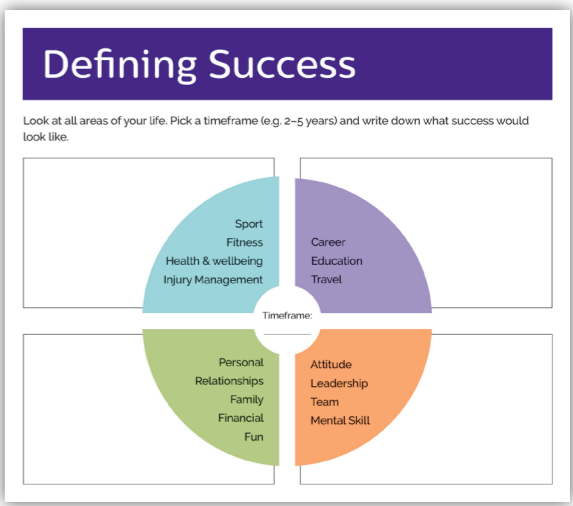 Defining Success
Look at all areas of your life. Pick a timeframe (e.g. 2–5 years) and write down what success would
look like.
Sport
Fitness
Health & wellbeing
Injury Management
Career
Education
Travel
Timeframe:
Personal
Relationships
Family
Financial
Fun
Attitude
Leadership
Team
Mental Skill